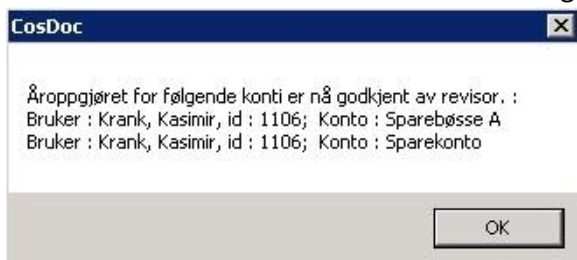 CosDoc
Åroppgjøret for følgende konti er nå godkjent av revisor. :
Bruker : Krank, Kasimir, id : 1106; Konto : Sparebøsse A
Bruker : Krank, Kasimir, id : 1106; Konto : Sparekonto
OK